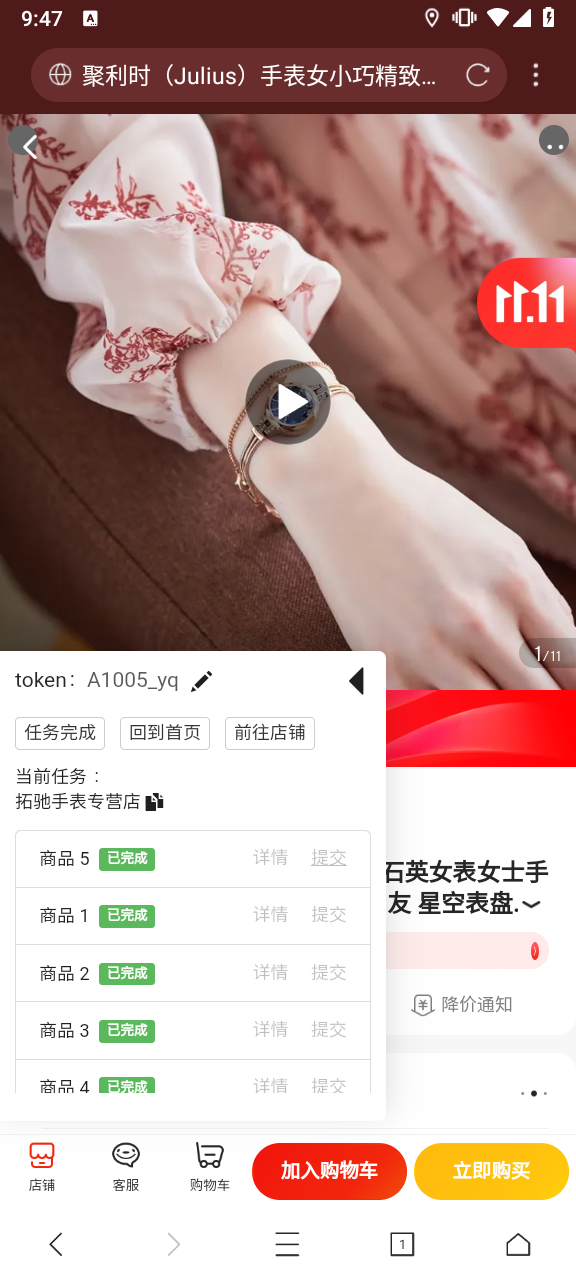 9:47
A
聚利时（Julius）手表女小巧精致...
11.11
1/11
token： A1005_yq
任务完成 回到首页 前往店铺
当前任务 :
拓驰手表专营店
商品 5 已完成 详情 提交
石英女表女士手
商品 1 已完成 详情 提交
友 星空表盘.
商品 2 已完成 详情 提交
商品 3 已完成 详情 提交
降价通知
商品 4 已完成 详情 提交
店铺 客服 购物车 加入购物车 立即购买
1